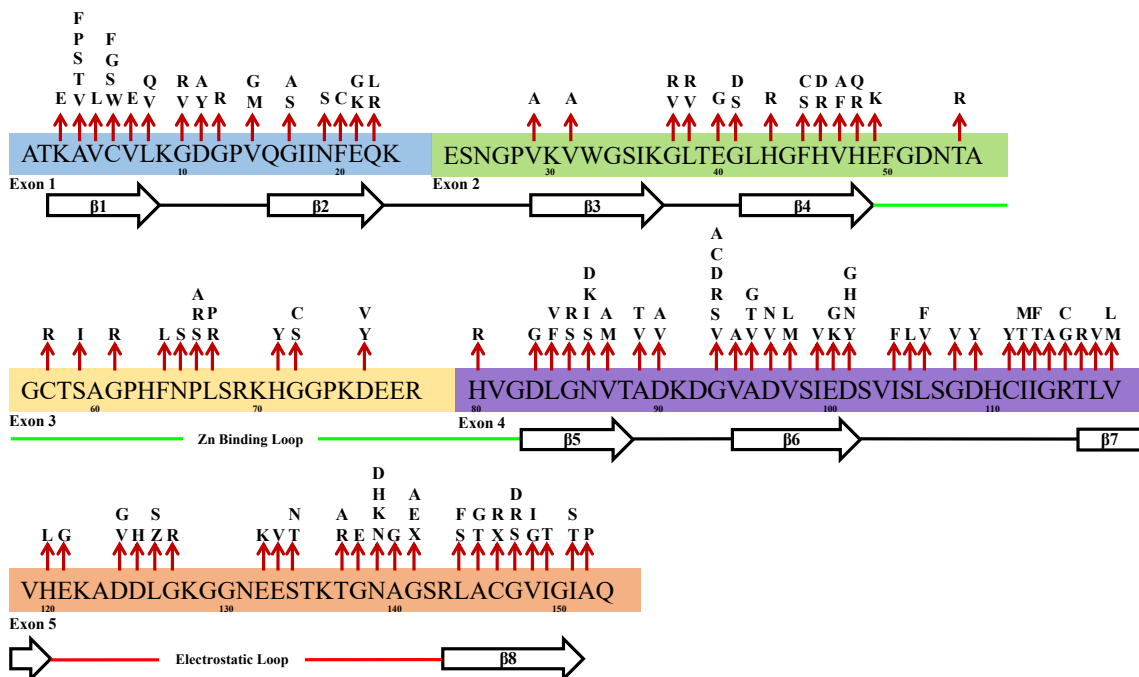 F
P F
S G
T S Q R A G A G L R R D C D A Q
E V L W E V V Y R M S S C K R A A V V G S R S R F R K R
ATKAVCVLKGDGPVQGIINFEQK ESNGPVKVWGSIKGLTEGLHGFHVHEFGDNTA
10 20 30 40 50
Exon 1 Exon 2
β1 β2 β3 β4
A
C
D D G
A K R G H
R P C V V R I A T A S T N L G N F M F C L
R I R L S S R Y S Y R G F S S M V V V A V V M V K Y F L V V Y Y T T A G R V M
GCTSAGPHFNPLSRKHGGPKDEER HVGDLGNVTADKDGVADVSIEDSVISLSGDHCIIGRTLV
60 70 80 90 100 110
Exon 3 Exon 4
Zn Binding Loop β5 β6 β7
D
H A D
G S N A K E F G R R I S
L G V H Z R K V T R E N G X S T X S G T T P
VHEKADDLGKGGNEESTKTGNAGSRLACGVIGIAQ
120 130 140 150
Exon 5
Electrostatic Loop β8